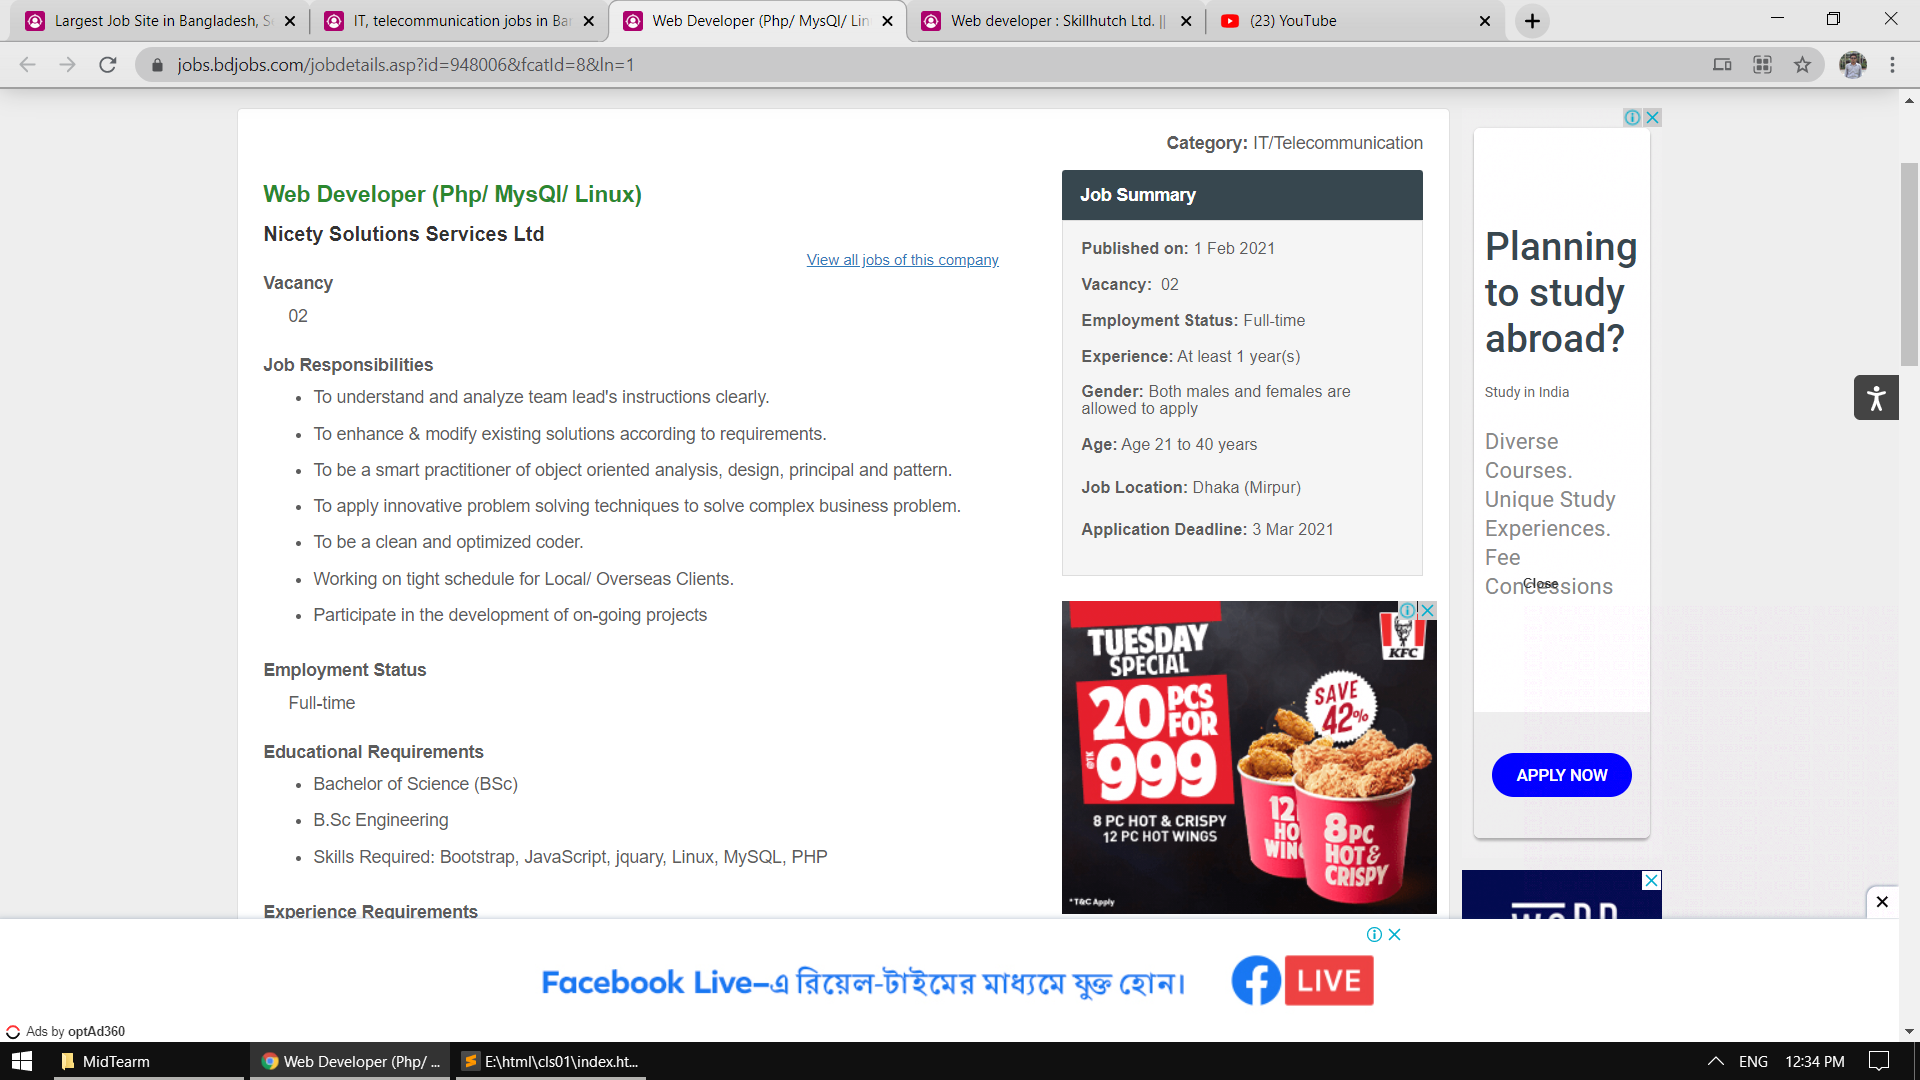 Largest Job Site in Bangladesh, S
IT, telecommunication jobs in Ba
Web Developer (Php/ MysQl/ Lin
Web developer : Skillhutch Ltd. ||
(23) YouTube
jobs.bdjobs.com/jobdetails.asp?id=948006&fcatId=8&ln=1
Category: IT/Telecommunication
Web Developer (Php/ MysQl/ Linux)
Nicety Solutions Services Ltd
View all jobs of this company
Vacancy
02
Job Responsibilities
• To understand and analyze team lead's instructions clearly.
• To enhance & modify existing solutions according to requirements.
• To be a smart practitioner of object oriented analysis, design, principal and pattern.
• To apply innovative problem solving techniques to solve complex business problem.
• To be a clean and optimized coder.
• Working on tight schedule for Local/ Overseas Clients.
• Participate in the development of on-going projects
Employment Status
Full-time
Educational Requirements
• Bachelor of Science (BSc)
• B.Sc Engineering
• Skills Required: Bootstrap, JavaScript, jquary, Linux, MySQL, PHP
Experience Requirements
Job Summary
Published on: 1 Feb 2021
Vacancy: 02
Employment Status: Full-time
Experience: At least 1 year(s)
Gender: Both males and females are
allowed to apply
Age: Age 21 to 40 years
Job Location: Dhaka (Mirpur)
Application Deadline: 3 Mar 2021
TUESDAY
SPECIAL
20 PCS
FOR
@TK
999
8 PC HOT & CRISPY
12 PC HOT WINGS
SAVE
42%
KFC
12
HO
WIN
8PC
HOT &
CRISPY
*T&C Apply
Planning
to study
abroad?
Study in India
Diverse
Courses.
Unique Study
Experiences.
Fee
Concessions
Close
APPLY NOW
Facebook Live–এ রিয়েল-টাইমের মাধ্যমে যুক্ত হোন।
LIVE
Ads by optAd360
MidTearm
Web Developer (Php/ ...
E:\html\cls01\index.ht...
ENG
12:34 PM